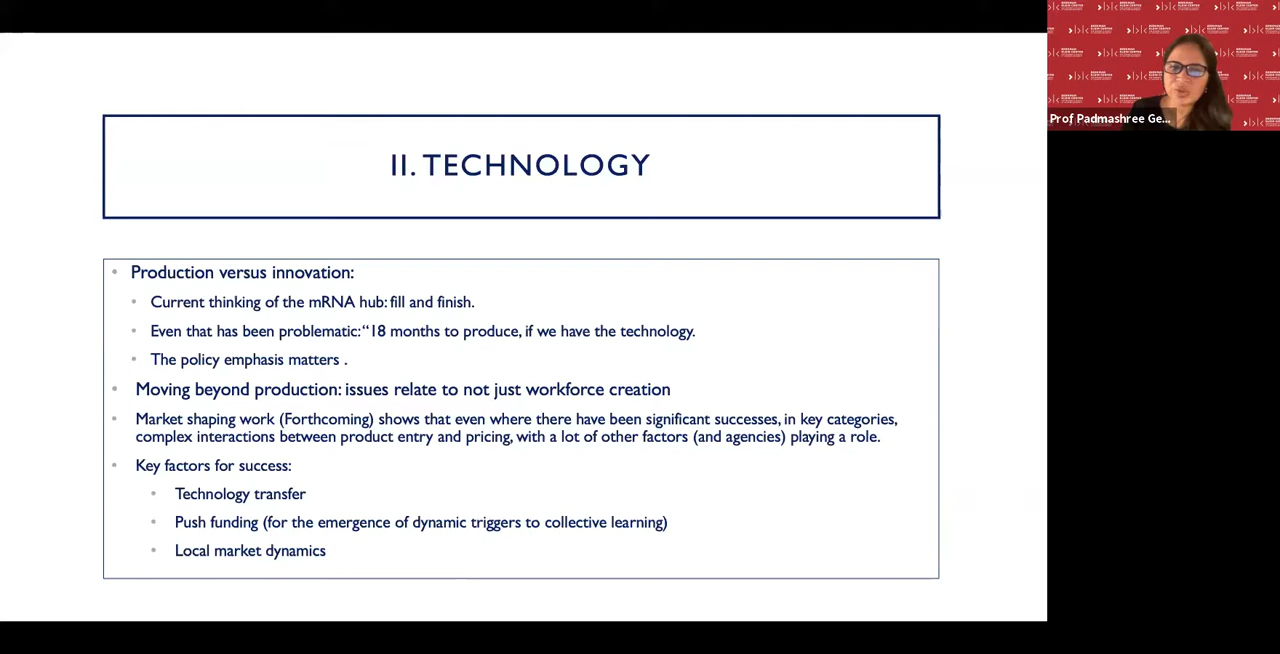 II. TECHNOLOGY
Production versus innovation:
Current thinking of the mRNA hub: fill and finish.
Even that has been problematic: “18 months to produce, if we have the technology.
The policy emphasis matters .
Moving beyond production: issues relate to not just workforce creation
Market shaping work (Forthcoming) shows that even where there have been significant successes, in key categories,
complex interactions between product entry and pricing, with a lot of other factors (and agencies) playing a role.
Key factors for success:
Technology transfer
Push funding (for the emergence of dynamic triggers to collective learning)
Local market dynamics
Prof Padmashree Ge...